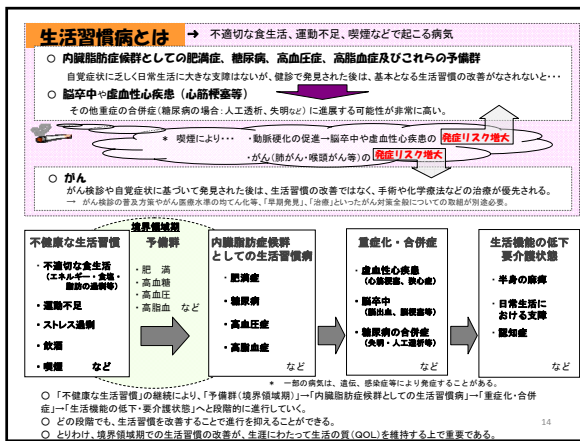 生活習慣病とは → 不適切な食生活、運動不足、喫煙などで起こる病気
○ 内臓脂肪症候群としての肥満症、糖尿病、高血圧症、高脂血症及びこれらの予備群
自覚症状に乏しく日常生活に大きな支障はないが、健診で発見された後は、基本となる生活習慣の改善がなされないと・・・
○ 脳卒中や虚血性心疾患（心筋梗塞等）
その他重症の合併症（糖尿病の場合：人工透析、失明など）に進展する可能性が非常に高い。
* 喫煙により・・・ ・動脈硬化の促進→脳卒中や虚血性心疾患の 発症リスク増大
・がん（肺がん・喉頭がん等）の 発症リスク増大
○ がん
がん検診や自覚症状に基づいて発見された後は、生活習慣の改善ではなく、手術や化学療法などの治療が優先される。
→ がん検診の普及方策やがん医療水準の均てん化等、「早期発見」、「治療」といったがん対策全般についての取組が別途必要。
境界領域期
不健康な生活習慣
・不適切な食生活
（エネルギー・食塩・
脂肪の過剰等）
・運動不足
・ストレス過剰
・飲酒
・喫煙 など
予備群
・肥 満
・高血糖
・高血圧
・高脂血 など
内臓脂肪症候群
としての生活習慣病
・肥満症
・糖尿病
・高血圧症
・高脂血症
など
重症化・合併症
・虚血性心疾患
（心筋梗塞、狭心症）
・脳卒中
（脳出血、脳梗塞等）
・糖尿病の合併症
（失明・人工透析等）
など
生活機能の低下
要介護状態
・半身の麻痺
・日常生活に
おける支障
・認知症
など
* 一部の病気は、遺伝、感染症等により発症することがある。
○ 「不健康な生活習慣」の継続により、「予備群（境界領域期）」→「内臓脂肪症候群としての生活習慣病」→「重症化・合併
症」→「生活機能の低下・要介護状態」へと段階的に進行していく。
○ どの段階でも、生活習慣を改善することで進行を抑えることができる。
○ とりわけ、境界領域期での生活習慣の改善が、生涯にわたって生活の質（QOL）を維持する上で重要である。
14